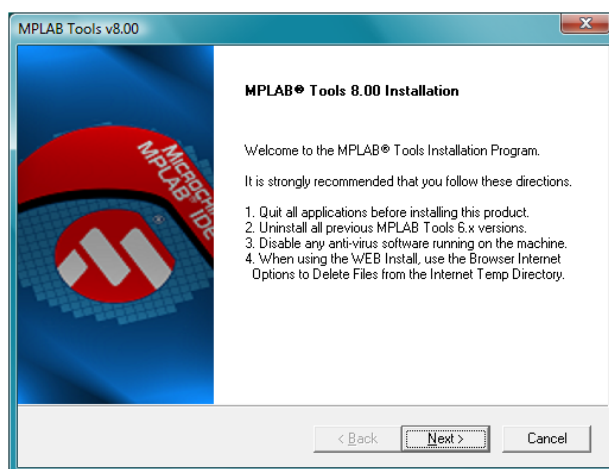 MPLAB Tools v8.00
MPLAB® Tools 8.00 Installation
MICROCHIP
MPLAB® IDE
Welcome to the MPLAB® Tools Installation Program.
It is strongly recommended that you follow these directions.
1. Quit all applications before installing this product.
2. Uninstall all previous MPLAB Tools 6.x versions.
3. Disable any anti-virus software running on the machine.
4. When using the WEB Install, use the Browser Internet
Options to Delete Files from the Internet Temp Directory.
< Back
Next >
Cancel